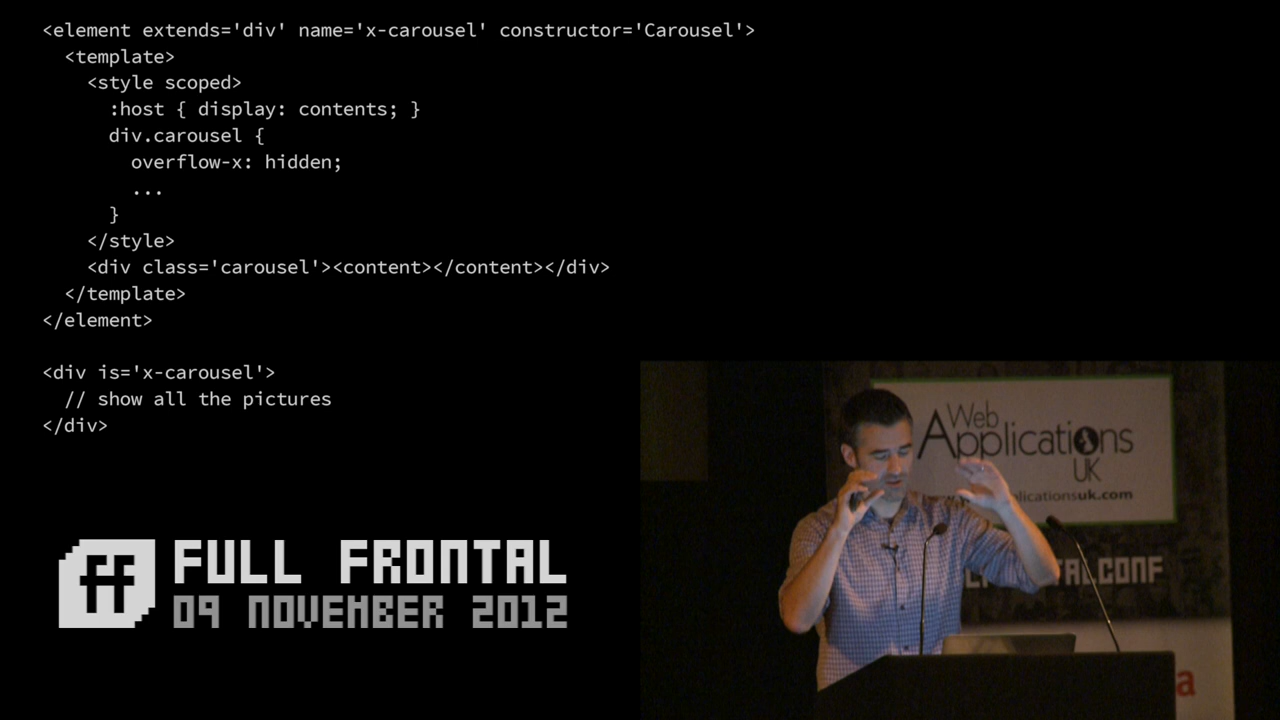 <element extends='div' name='x-carousel' constructor='Carousel'>
<template>
<style scoped>
:host { display: contents; }
div.carousel {
overflow-x: hidden;
...
}
</style>
<div class='carousel'><content></content></div>
</template>
</element>
<div is='x-carousel'>
// show all the pictures
</div>
ff
FULL FRONTAL
09 NOVEMBER 2012
Web
Applications
UK